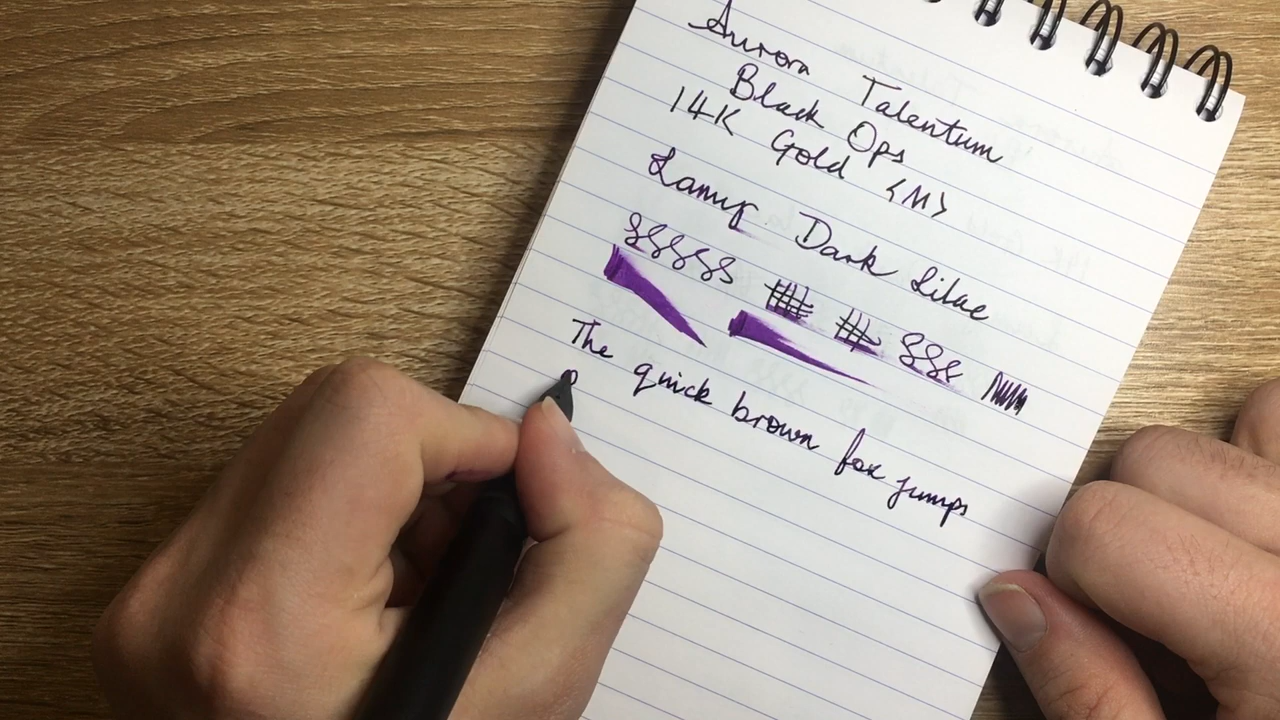 Aurora Talentum
Black Ops
14K Gold <M>
Lamy Dark Lilac
The quick brown fox jumps
o